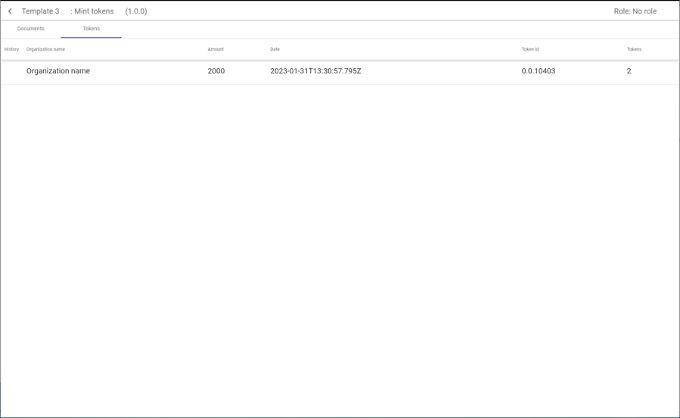 Template 3 : Mint tokens (1.0.0) Role: No role
Documents Tokens
History Organization name Amount Date Token Id Tokens
Organization name 2000 2023-01-31T13:30:57.795Z 0.0.10403 2